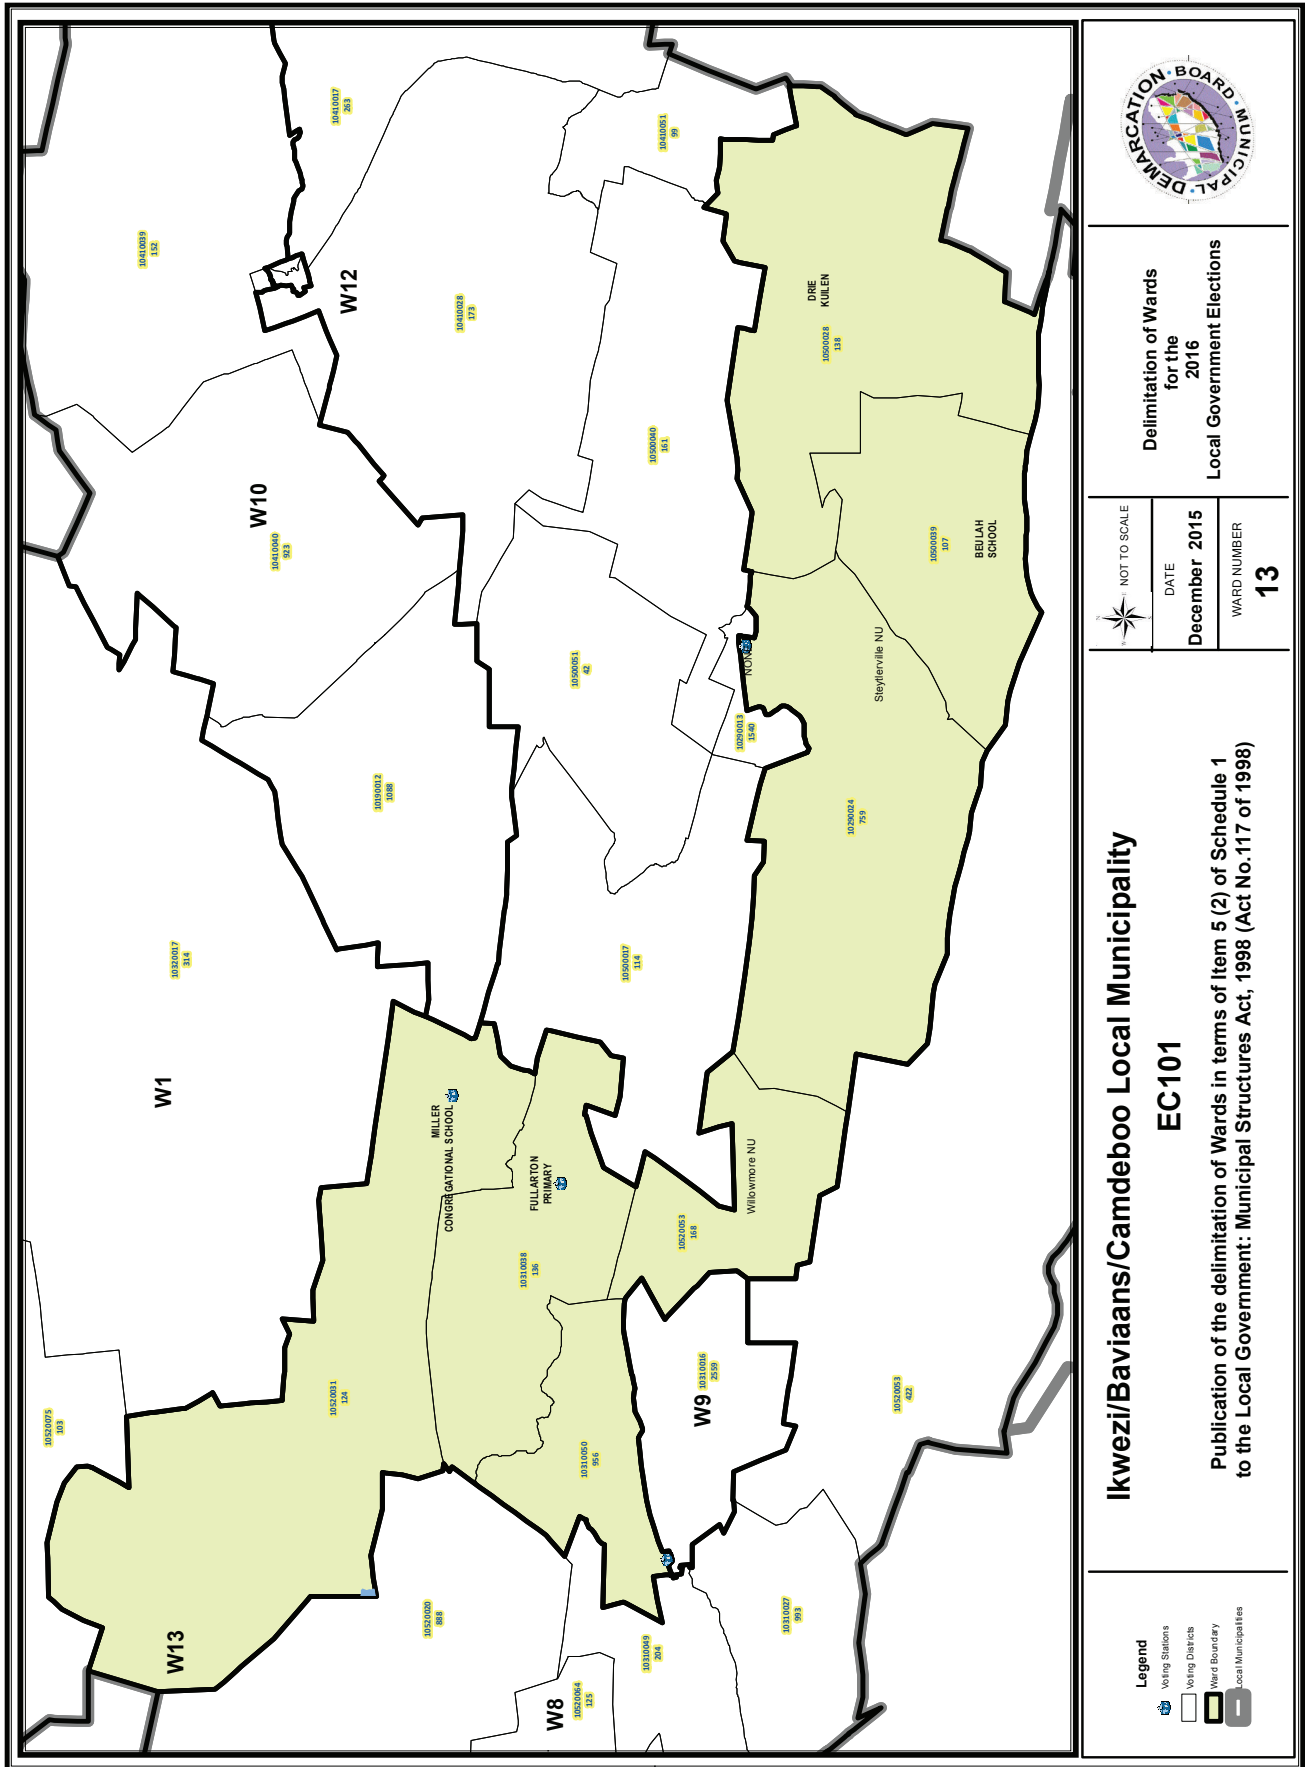 W13
W1
W10
W12
W8
W9
10520075
103
10320017
314
10410039
152
10410017
263
10410040
923
10190012
1088
10410028
173
10410051
99
10520031
124
10520020
888
MILLER
CONGREGATIONAL SCHOOL
FULLARTON
PRIMARY
10310038
136
10310050
956
10520064
125
10310049
204
10500051
42
10500040
161
10500017
114
10520053
168
Willowmore NU
10310016
2559
10310027
993
10520053
422
10290013
1540
NON
10290024
759
Steytlerville NU
DRIE
KUILEN
10500028
138
10500039
107
BEULAH
SCHOOL
Legend
Voting Stations
Voting Districts
Ward Boundary
Local Municipalities
Ikwezi/Baviaans/Camdeboo Local Municipality
EC101
Publication of the delimitation of Wards in terms of Item 5 (2) of Schedule 1
to the Local Government: Municipal Structures Act, 1998 (Act No.117 of 1998)
NOT TO SCALE
DATE
December 2015
WARD NUMBER
13
Delimitation of Wards
for the
2016
Local Government Elections
MUNICIPAL • DEMARCATION • BOARD •